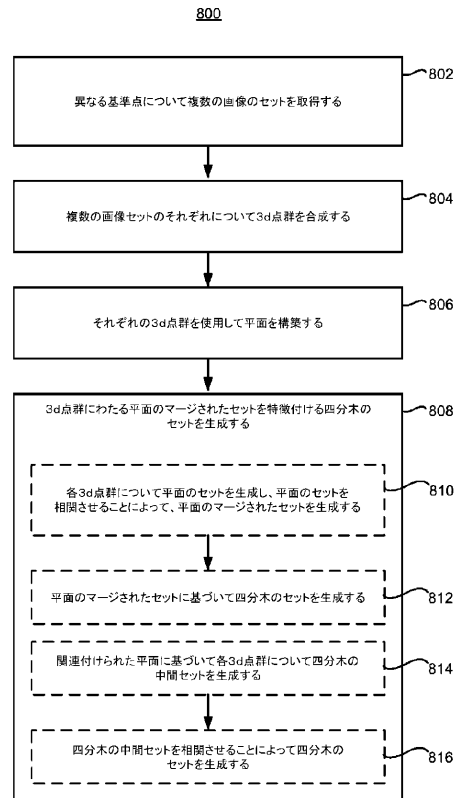 800
802
異なる基準点について複数の画像のセットを取得する
804
複数の画像セットのそれぞれについて3d点群を合成する
806
それぞれの3d点群を使用して平面を構築する
808
3d点群にわたる平面のマージされたセットを特徴付ける四分木の
セットを生成する
810
各3d点群について平面のセットを生成し、平面のセットを
相関させることによって、平面のマージされたセットを生成する
812
平面のマージされたセットに基づいて四分木のセットを生成する
814
関連付けられた平面に基づいて各3d点群について四分木の
中間セットを生成する
816
四分木の中間セットを相関させることによって四分木の
セットを生成する